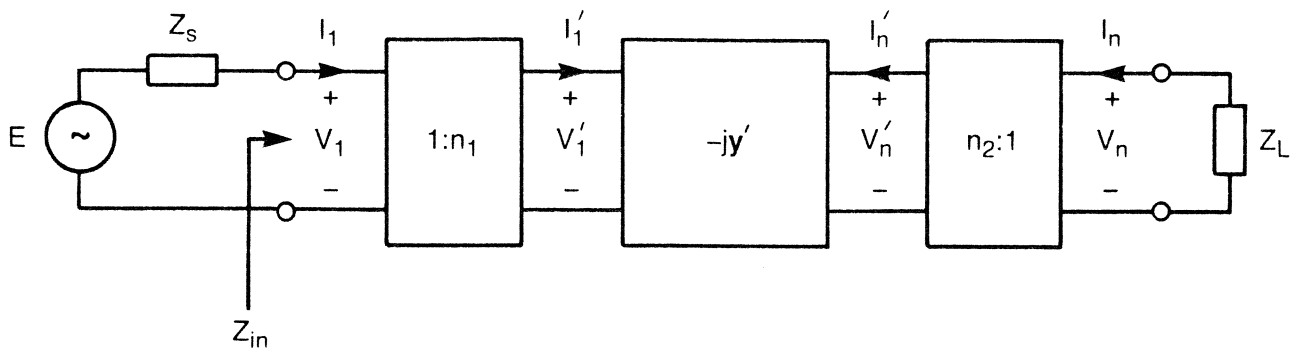 Z_s I_1 I_1′ I_n′ I_n
+ + + +
E ~ V_1 1:n_1 V_1′ −jy′ V_n′ n_2:1 V_n Z_L
− − − −
Z_in